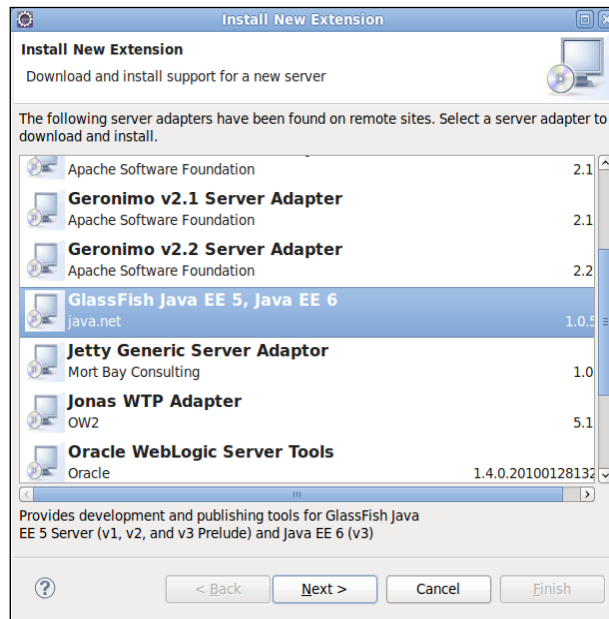 Install New Extension
Install New Extension
Download and install support for a new server
The following server adapters have been found on remote sites. Select a server adapter to
download and install.
Apache Software Foundation 2.1
Geronimo v2.1 Server Adapter
Apache Software Foundation 2.1
Geronimo v2.2 Server Adapter
Apache Software Foundation 2.2
GlassFish Java EE 5, Java EE 6
java.net 1.0.5
Jetty Generic Server Adaptor
Mort Bay Consulting 1.0
Jonas WTP Adapter
OW2 5.1
Oracle WebLogic Server Tools
Oracle 1.4.0.20100128132
Provides development and publishing tools for GlassFish Java
EE 5 Server (v1, v2, and v3 Prelude) and Java EE 6 (v3)
? < Back Next > Cancel Finish